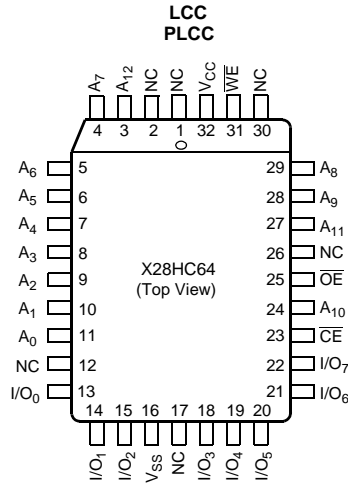 LCC
PLCC
A7 A12 NC NC VCC W̅E̅ NC
4 3 2 1 32 31 30
A6 5 29 A8
A5 6 28 A9
A4 7 27 A11
A3 8 26 NC
A2 9 25 O̅E̅
A1 10 24 A10
A0 11 23 C̅E̅
NC 12 22 I/O7
I/O0 13 21 I/O6
X28HC64
(Top View)
14 15 16 17 18 19 20
I/O1 I/O2 VSS NC I/O3 I/O4 I/O5